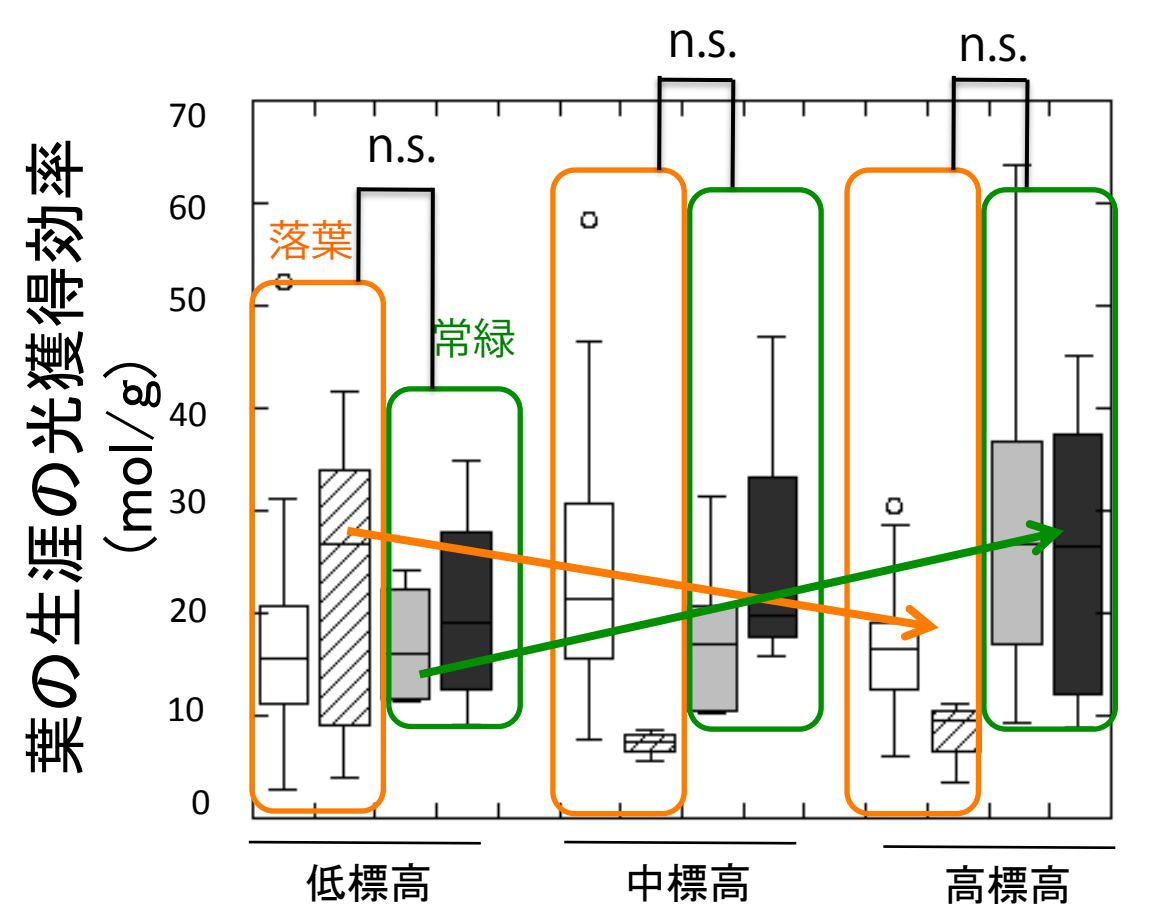 葉の生涯の光獲得効率
(mol/g)
70
60
50
40
30
20
10
0
n.s.
n.s.
n.s.
落葉
常緑
低標高
中標高
高標高